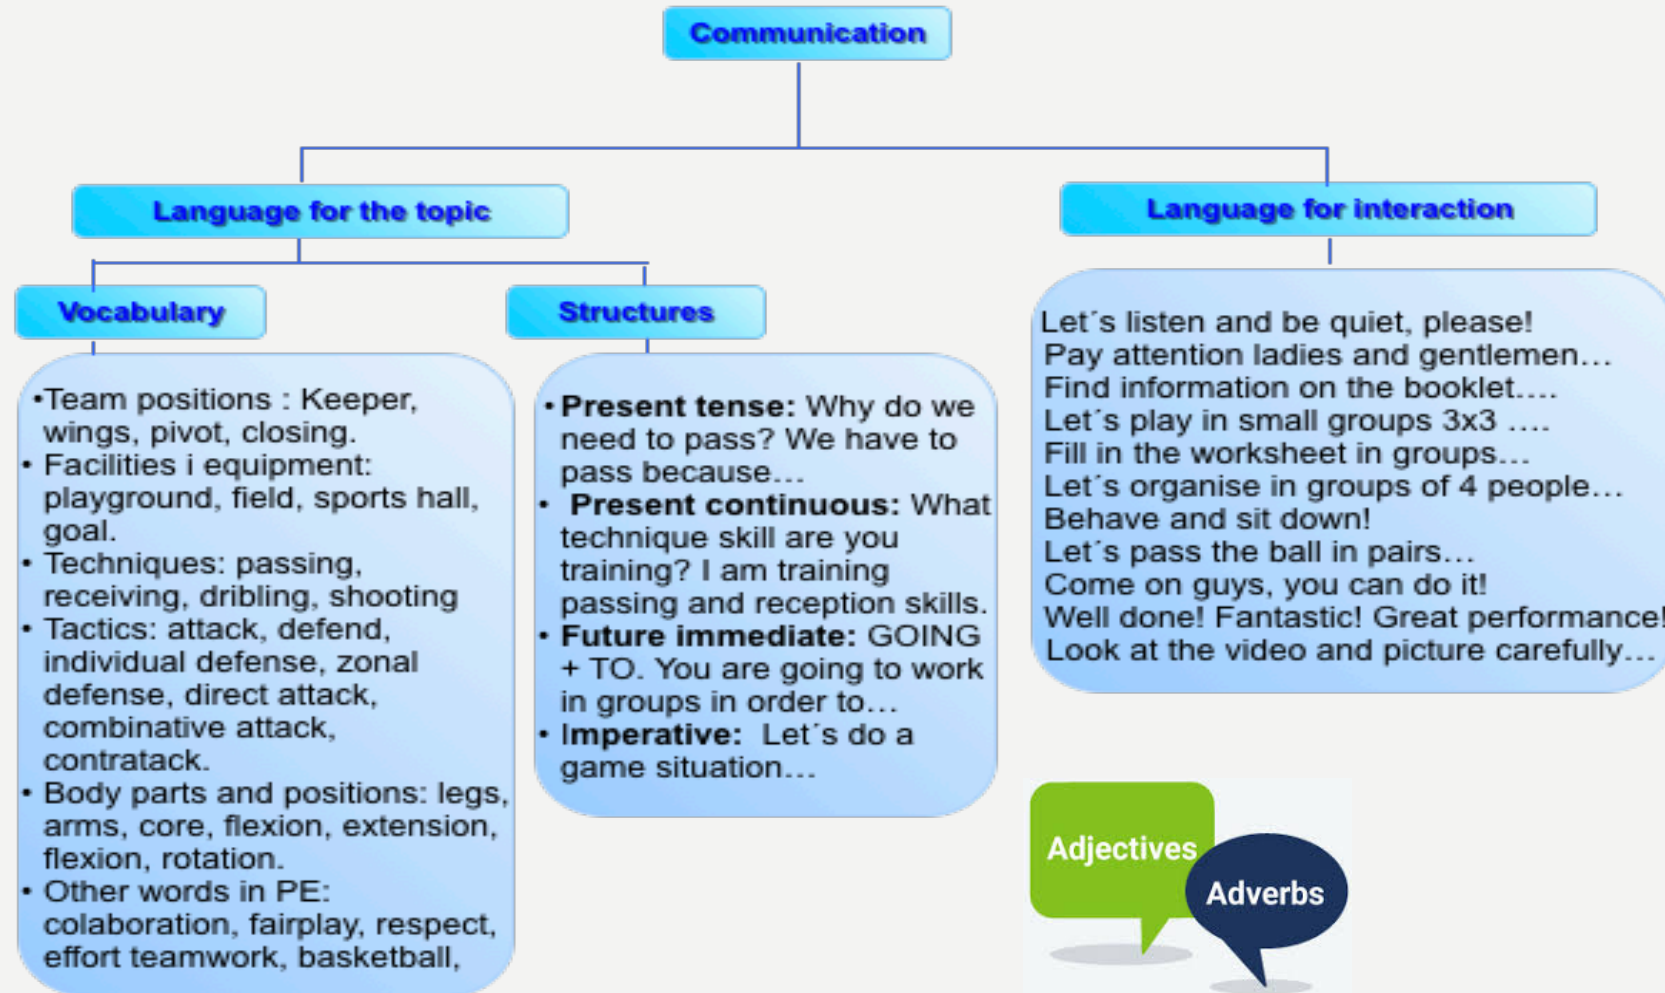 Communication
Language for the topic
Language for interaction
Vocabulary
Structures
•Team positions : Keeper,
wings, pivot, closing.
• Facilities i equipment:
playground, field, sports hall,
goal.
• Techniques: passing,
receiving, dribling, shooting
• Tactics: attack, defend,
individual defense, zonal
defense, direct attack,
combinative attack,
contratack.
• Body parts and positions: legs,
arms, core, flexion, extension,
flexion, rotation.
• Other words in PE:
colaboration, fairplay, respect,
effort teamwork, basketball,
• Present tense: Why do we
need to pass? We have to
pass because…
• Present continuous: What
technique skill are you
training? I am training
passing and reception skills.
• Future immediate: GOING
+ TO. You are going to work
in groups in order to…
• Imperative: Let´s do a
game situation…
Let´s listen and be quiet, please!
Pay attention ladies and gentlemen…
Find information on the booklet….
Let´s play in small groups 3x3 ….
Fill in the worksheet in groups…
Let´s organise in groups of 4 people…
Behave and sit down!
Let´s pass the ball in pairs…
Come on guys, you can do it!
Well done! Fantastic! Great performance!
Look at the video and picture carefully…
Adjectives
Adverbs